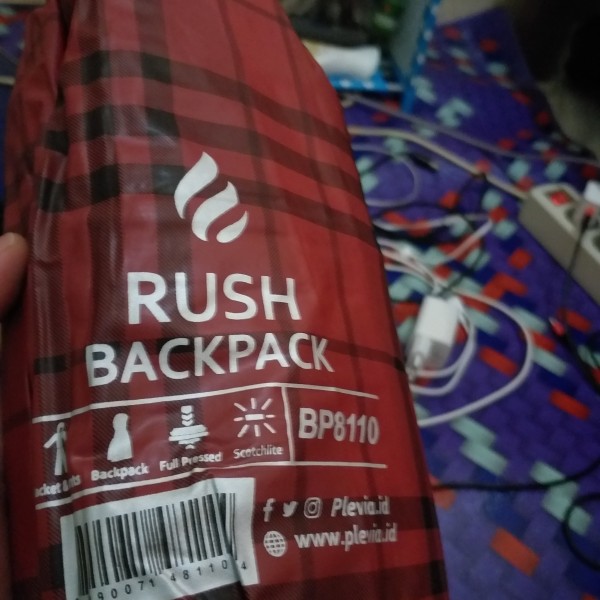 RUSH
BACKPACK
Backpack
Full Pressed
Scotchlite
BP8110
Plevia.id
www.plevia.id